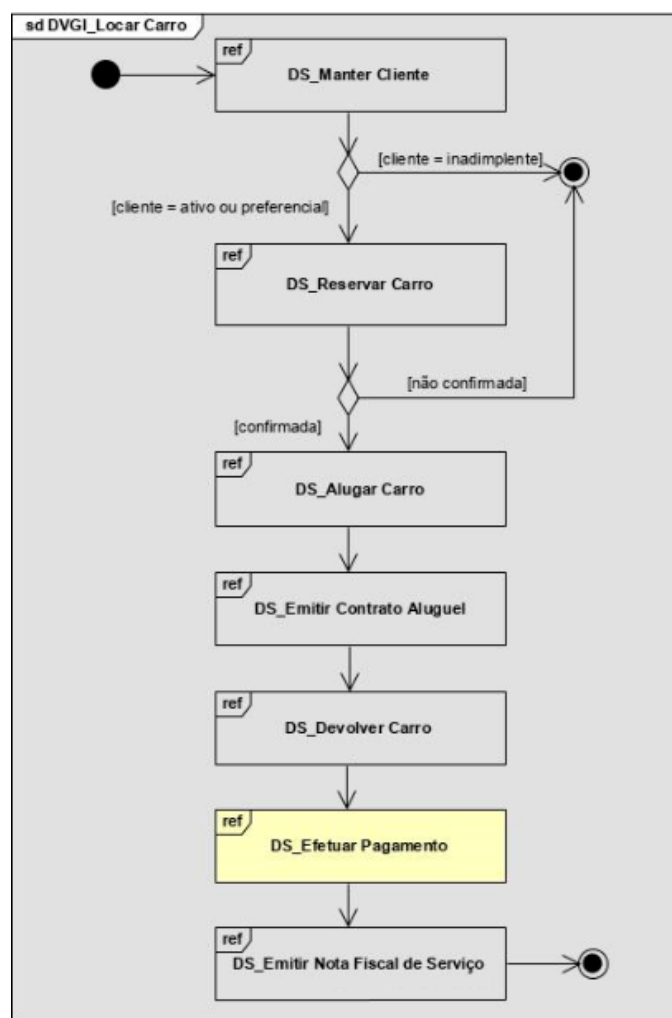 sd DVGI_Locar Carro
ref
DS_Manter Cliente
[cliente = inadimplente]
[cliente = ativo ou preferencial]
ref
DS_Reservar Carro
[não confirmada]
[confirmada]
ref
DS_Alugar Carro
ref
DS_Emitir Contrato Aluguel
ref
DS_Devolver Carro
ref
DS_Efetuar Pagamento
ref
DS_Emitir Nota Fiscal de Serviço